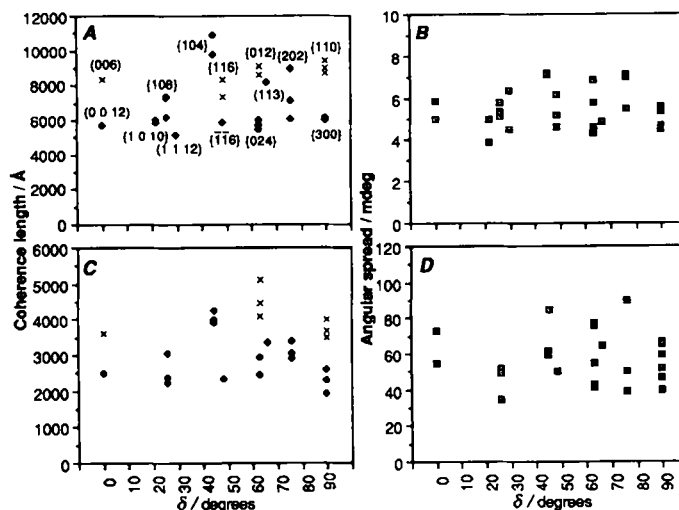 A
B
12000
10000
8000
6000
4000
2000
0
{006}
{0 0 12}
{108}
{1 0 10}
{1 1 12}
{104}
{116}
{1̅1̅6}
{012}
{024}
{113}
{202}
{110}
{300}
10
8
6
4
2
0
Coherence length / Å
Angular spread / mdeg
C
D
6000
5000
4000
3000
2000
1000
0
120
100
80
60
40
20
0
0 10 20 30 40 50 60 70 80 90
0 10 20 30 40 50 60 70 80 90
δ / degrees
δ / degrees